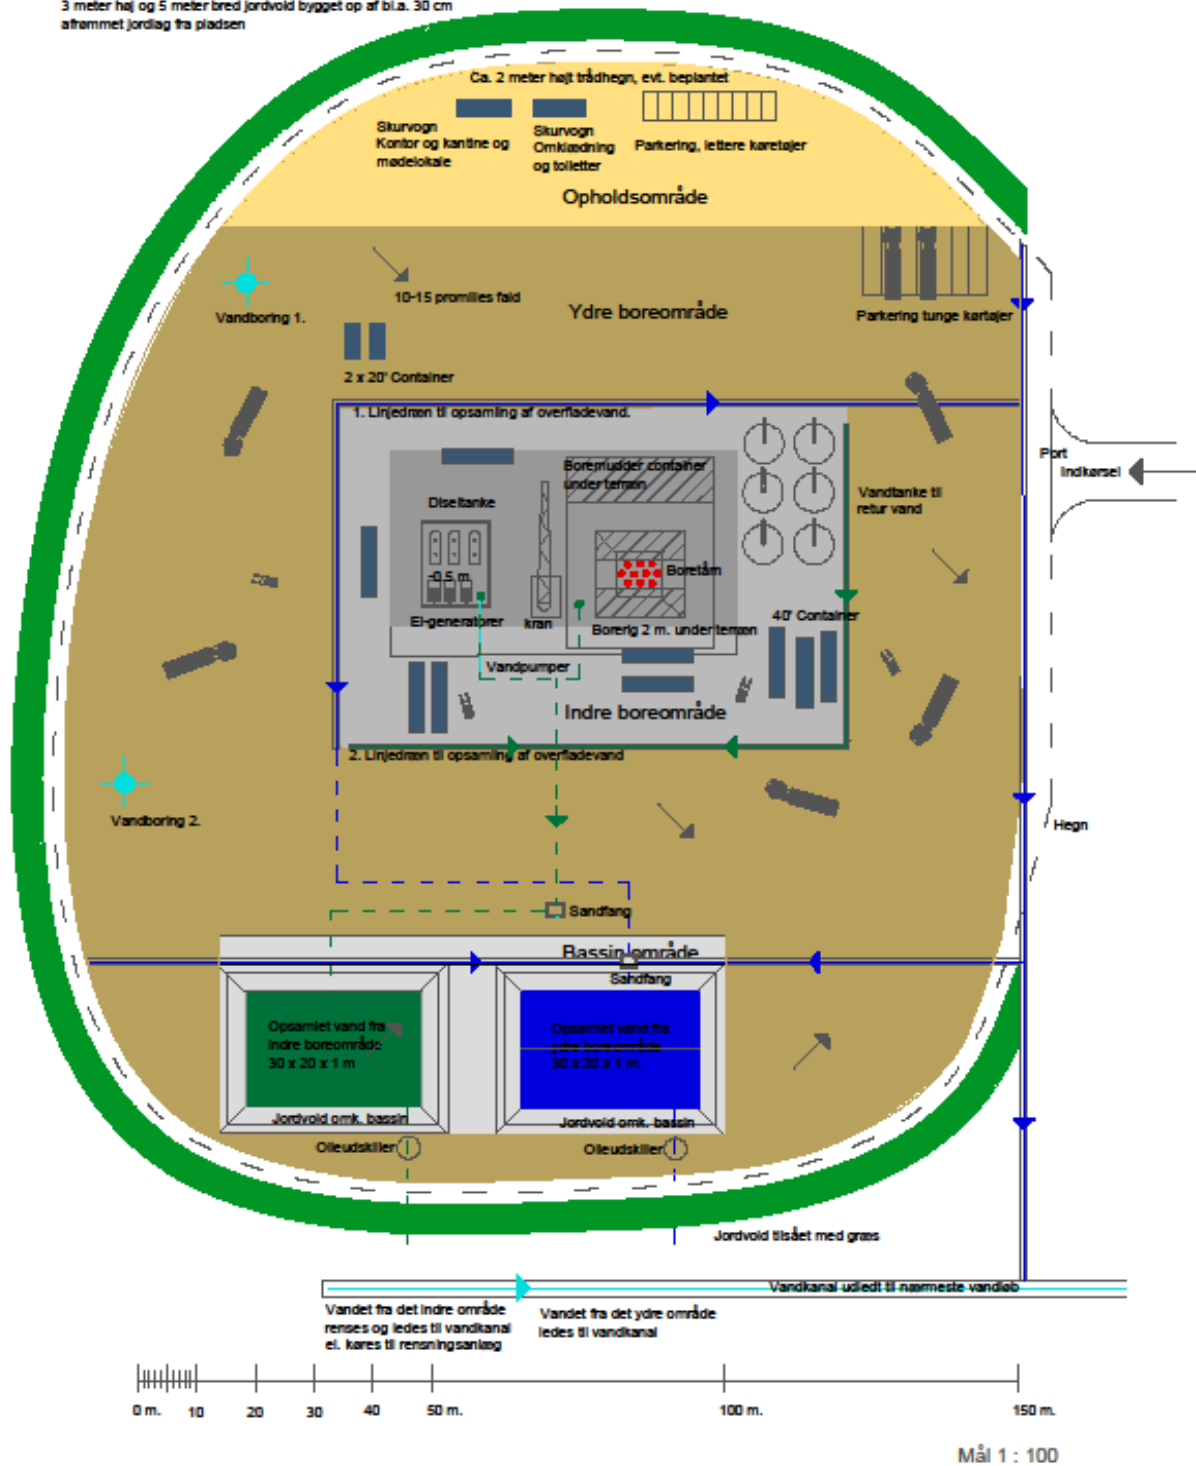 3 meter høj og 5 meter bred jordvold bygget op af bl.a. 30 cm
afrømmet jordlag fra pladsen
Ca. 2 meter højt trådhegn, evt. beplantet
Skurvogn
Kontor og kantine og
mødelokale
Skurvogn
Omklædning
og toiletter
Parkering, lettere køretøjer
Opholdsområde
10-15 promilles fald
Vandboring 1.
Ydre boreområde
Parkering tunge kørtøjer
2 x 20' Container
1. Linjedræn til opsamling af overfladevand.
Boremudder container
under terræn
Port
Indkørsel
Diseltanke
Vandtanke til
retur vand
-0,5 m.
Boretårn
El-generatorer
kran
Borerig 2 m. under terræn
40' Container
Vandpumper
Indre boreområde
2. Linjedræn til opsamling af overfladevand
Vandboring 2.
Hegn
Sandfang
Bassin område
Sandfang
Opsamlet vand fra
indre boreområde
30 x 20 x 1 m
Opsamlet vand fra
ydre boreområde
30 x 20 x 1 m.
Jordvold omk. bassin
Jordvold omk. bassin
Olieudskiller
Olieudskiller
Jordvold tilsået med græs
Vandkanal udledt til nærmeste vandløb
Vandet fra det indre område
renses og ledes til vandkanal
el. køres til rensningsanlæg
Vandet fra det ydre område
ledes til vandkanal
0 m. 10 20 30 40 50 m. 100 m. 150 m.
Mål 1 : 100